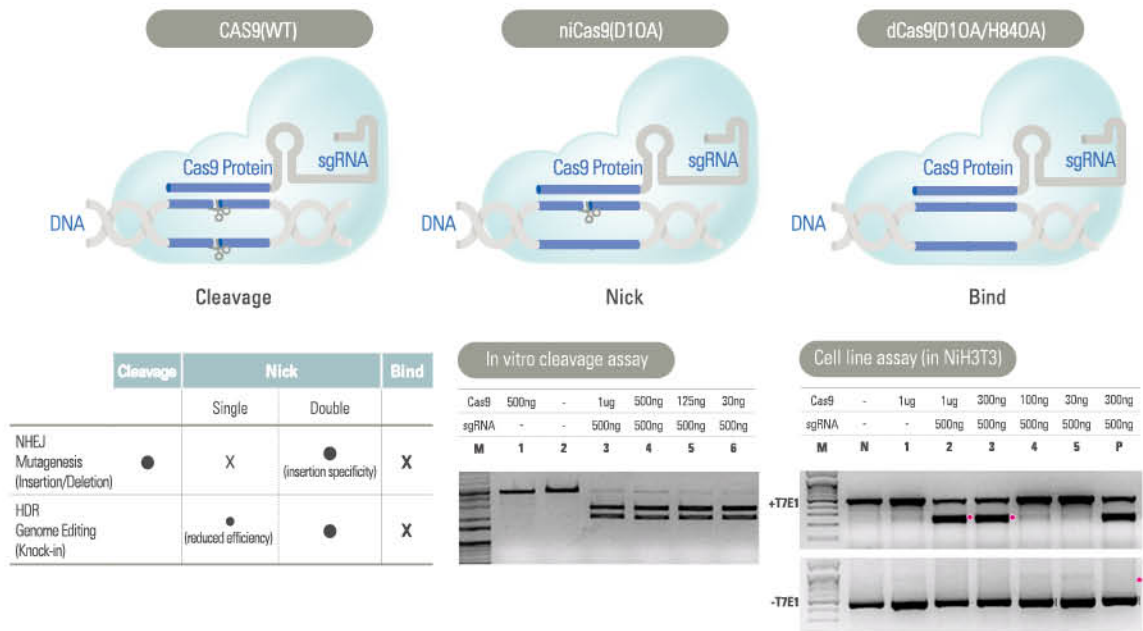 CAS9(WT)
niCas9(D10A)
dCas9(D10A/H840A)
Cas9 Protein
sgRNA
DNA
Cleavage
Cas9 Protein
sgRNA
DNA
Nick
Cas9 Protein
sgRNA
DNA
Bind
Cleavage Nick Bind
Single Double
NHEJ
Mutagenesis
(Insertion/Deletion)
● X ● X
(insertion specificity)
HDR
Genome Editing
(Knock-in)
● ● X
(reduced efficiency)
In vitro cleavage assay
Cas9 500ng - 1ug 500ng 125ng 30ng
sgRNA - - 500ng 500ng 500ng 500ng
M 1 2 3 4 5 6
Cell line assay (in NiH3T3)
Cas9 - 1ug 1ug 300ng 100ng 30ng 300ng
sgRNA - - 500ng 500ng 500ng 500ng 500ng
M N 1 2 3 4 5 P
+T7E1
-T7E1